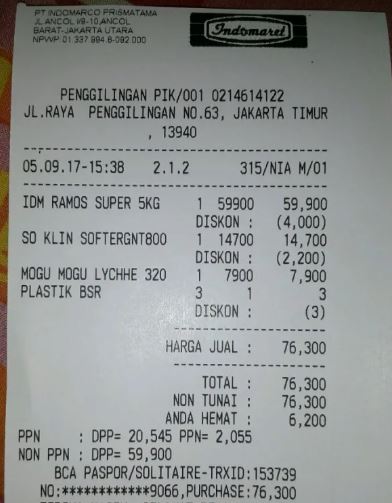 PT INDOMARCO PRISMATAMA
JL.ANCOL I/9-10,ANCOL
BARAT-JAKARTA UTARA
NPWP:01.337.994.6-092.000
Indomaret
PENGGILINGAN PIK/001 0214614122
JL.RAYA PENGGILINGAN NO.63, JAKARTA TIMUR
, 13940
05.09.17-15:38 2.1.2 315/NIA M/01
IDM RAMOS SUPER 5KG 1 59900 59,900
DISKON : (4,000)
SO KLIN SOFTERGNT800 1 14700 14,700
DISKON : (2,200)
MOGU MOGU LYCHHE 320 1 7900 7,900
PLASTIK BSR 3 1 3
DISKON : (3)
HARGA JUAL : 76,300
TOTAL : 76,300
NON TUNAI : 76,300
ANDA HEMAT : 6,200
PPN : DPP= 20,545 PPN= 2,055
NON PPN : DPP= 59,900
BCA PASPOR/SOLITAIRE-TRXID:153739
NO:************9066,PURCHASE:76,300